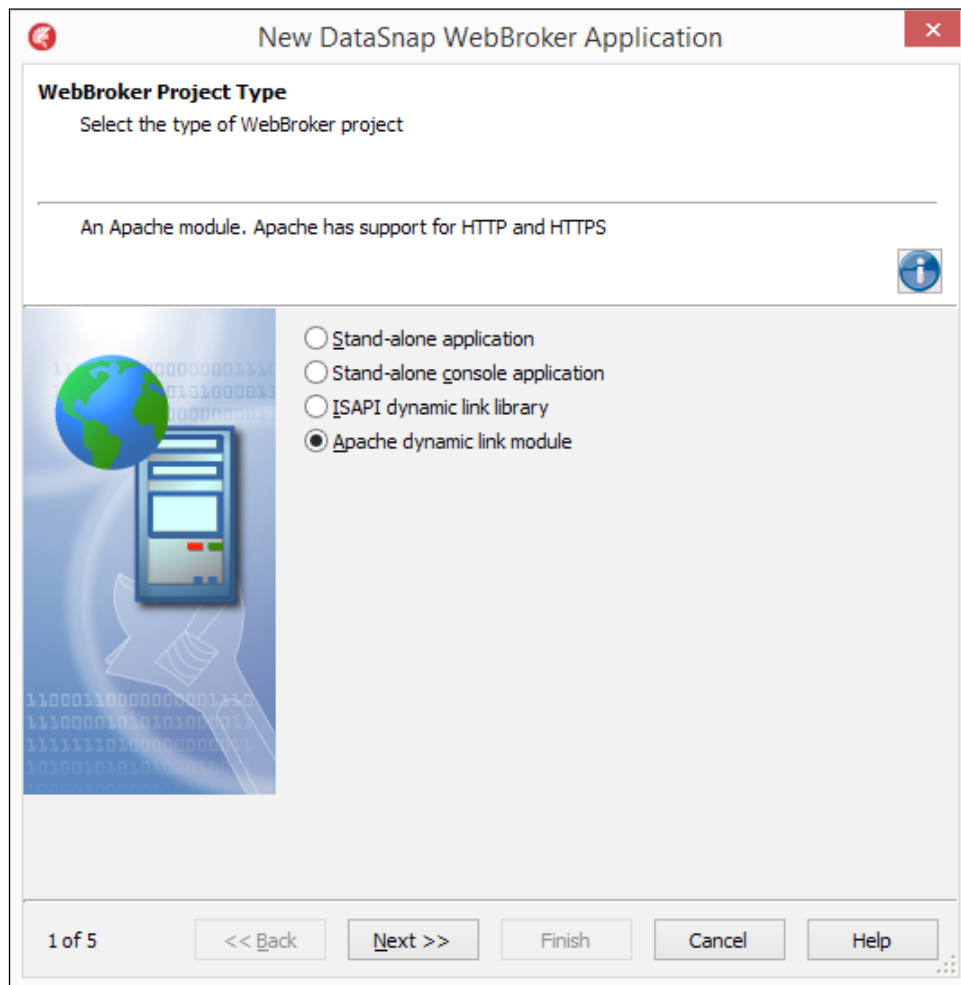 New DataSnap WebBroker Application
WebBroker Project Type
Select the type of WebBroker project
An Apache module. Apache has support for HTTP and HTTPS
Stand-alone application
Stand-alone console application
ISAPI dynamic link library
Apache dynamic link module
1 of 5
<< Back
Next >>
Finish
Cancel
Help